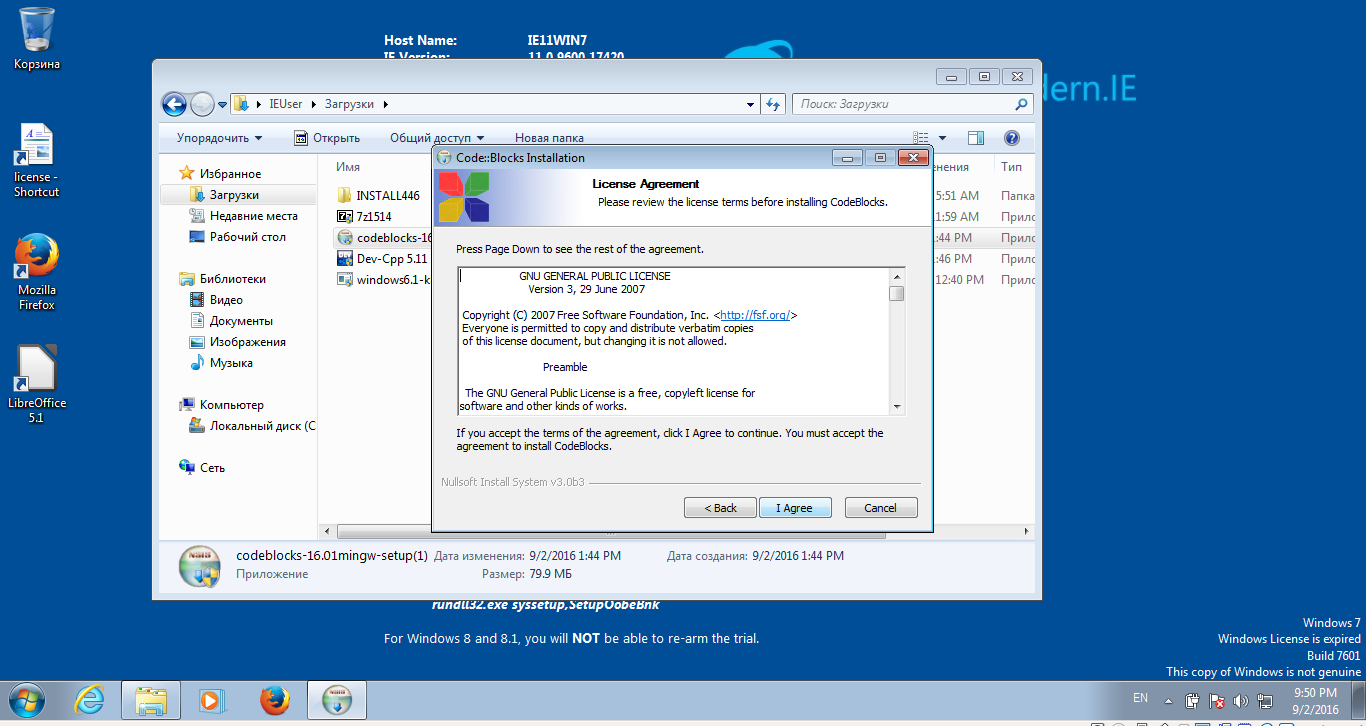 Корзина
license -
Shortcut
Mozilla
Firefox
LibreOffice
5.1
Host Name: IE11WIN7
IE Version: 11.0.9600.17420
dern.IE
IEUser Загрузки
Поиск: Загрузки
Упорядочить Открыть Общий доступ Новая папка
Избранное
Загрузки
Недавние места
Рабочий стол
Библиотеки
Видео
Документы
Изображения
Музыка
Компьютер
Локальный диск (C
Сеть
Имя
енения Тип
INSTALL446 5:51 AM Папка
7z1514 1:59 AM Прило
codeblocks-16 :44 PM Прило
Dev-Cpp 5.11 :46 PM Прило
windows6.1-k 12:40 PM Прило
Code::Blocks Installation
License Agreement
Please review the license terms before installing CodeBlocks.
Press Page Down to see the rest of the agreement.
GNU GENERAL PUBLIC LICENSE
Version 3, 29 June 2007
Copyright (C) 2007 Free Software Foundation, Inc. <http://fsf.org/>
Everyone is permitted to copy and distribute verbatim copies
of this license document, but changing it is not allowed.
Preamble
The GNU General Public License is a free, copyleft license for
software and other kinds of works.
If you accept the terms of the agreement, click I Agree to continue. You must accept the
agreement to install CodeBlocks.
Nullsoft Install System v3.0b3
< Back I Agree Cancel
codeblocks-16.01mingw-setup(1) Дата изменения: 9/2/2016 1:44 PM Дата создания: 9/2/2016 1:44 PM
Приложение Размер: 79.9 МБ
rundll32.exe syssetup,SetupOobeBnk
For Windows 8 and 8.1, you will NOT be able to re-arm the trial.
Windows 7
Windows License is expired
Build 7601
This copy of Windows is not genuine
EN
9:50 PM
9/2/2016